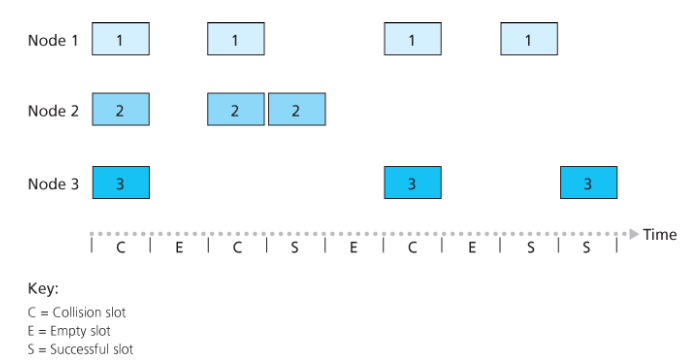 Node 1 1 1 1 1
Node 2 2 2 2
Node 3 3 3 3
Time
C E C S E C E S S
Key:
C = Collision slot
E = Empty slot
S = Successful slot